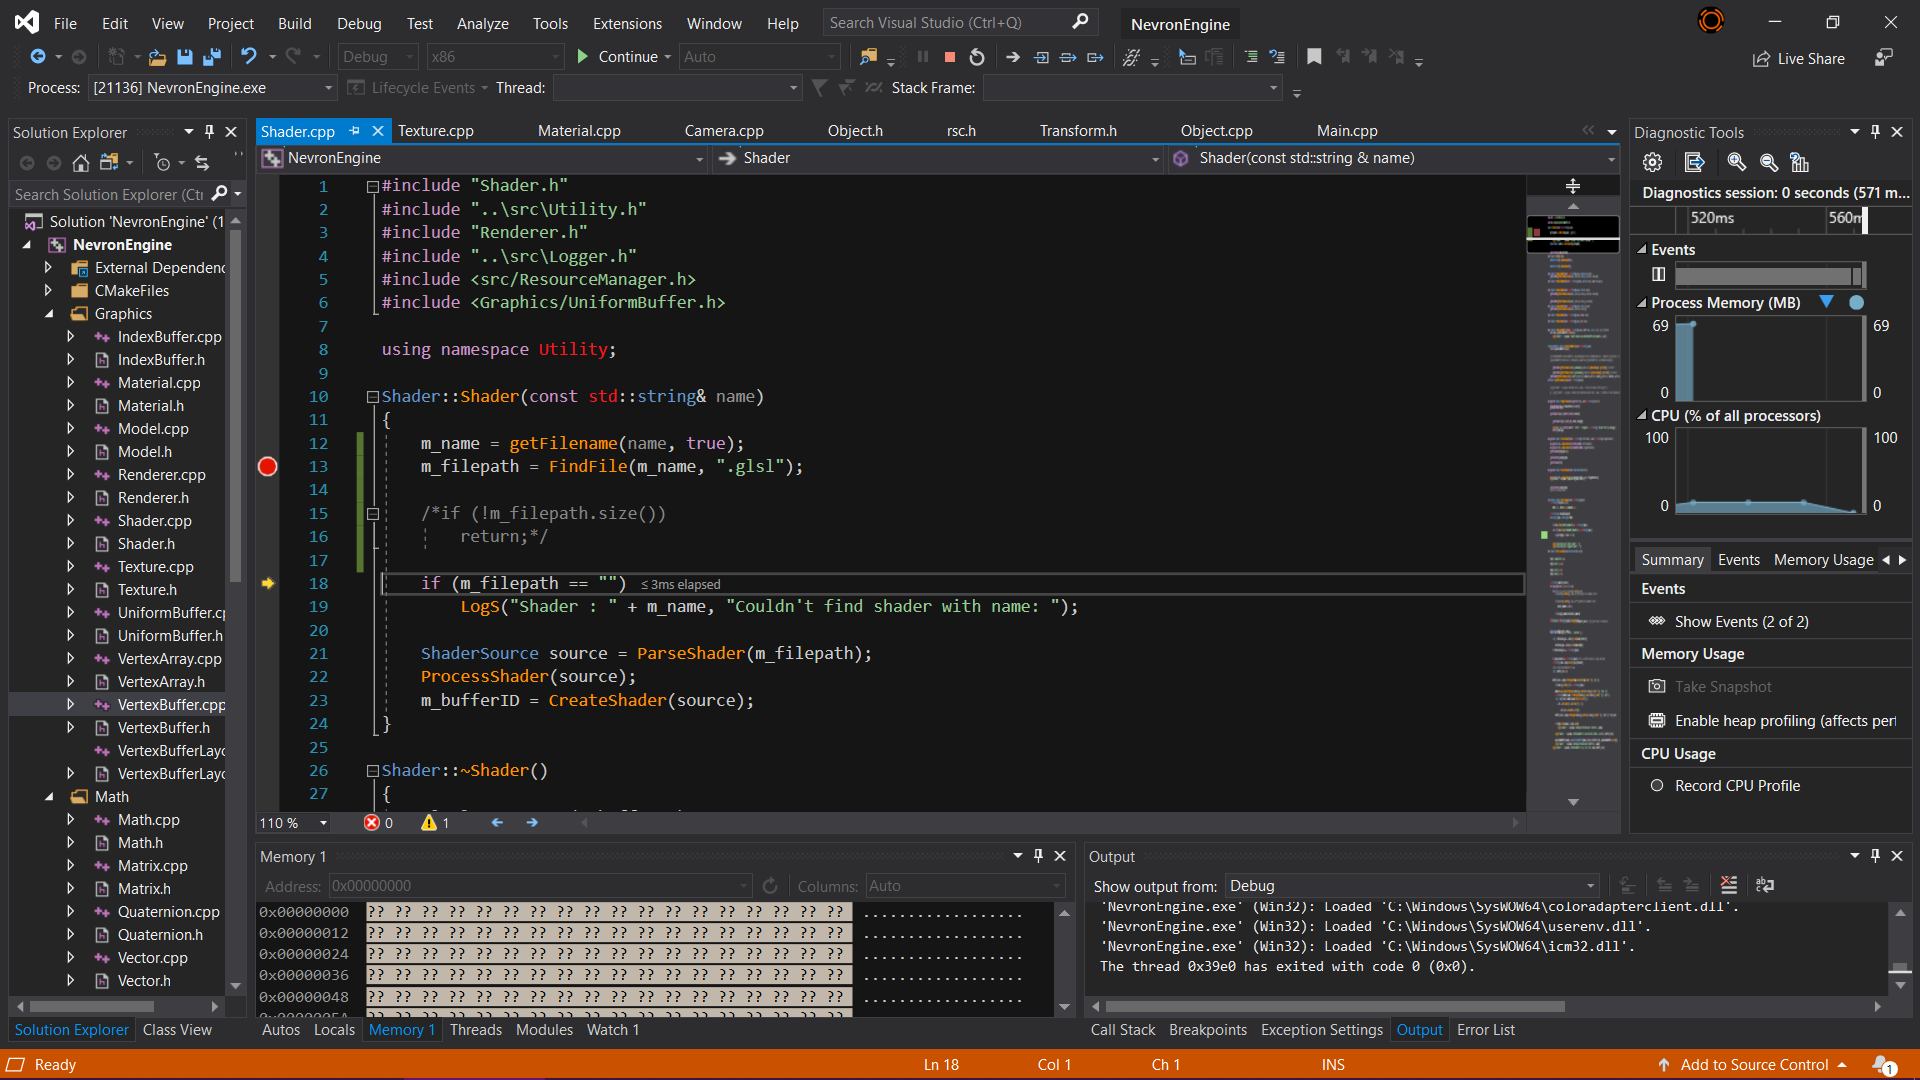 File Edit View Project Build Debug Test Analyze Tools Extensions Window Help Search Visual Studio (Ctrl+Q) NevronEngine
Debug x86 Continue Auto Live Share
Process: [21136] NevronEngine.exe Lifecycle Events Thread: Stack Frame:
Solution Explorer
Search Solution Explorer (Ctr
Solution 'NevronEngine' (1
NevronEngine
External Dependenc
CMakeFiles
Graphics
IndexBuffer.cpp
IndexBuffer.h
Material.cpp
Material.h
Model.cpp
Model.h
Renderer.cpp
Renderer.h
Shader.cpp
Shader.h
Texture.cpp
Texture.h
UniformBuffer.cp
UniformBuffer.h
VertexArray.cpp
VertexArray.h
VertexBuffer.cpp
VertexBuffer.h
VertexBufferLayo
VertexBufferLayo
Math
Math.cpp
Math.h
Matrix.cpp
Matrix.h
Quaternion.cpp
Quaternion.h
Vector.cpp
Vector.h
Solution Explorer Class View
Shader.cpp Texture.cpp Material.cpp Camera.cpp Object.h rsc.h Transform.h Object.cpp Main.cpp
NevronEngine Shader Shader(const std::string & name)
1 #include "Shader.h"
2 #include "..\src\Utility.h"
3 #include "Renderer.h"
4 #include "..\src\Logger.h"
5 #include <src/ResourceManager.h>
6 #include <Graphics/UniformBuffer.h>
7
8 using namespace Utility;
9
10 Shader::Shader(const std::string& name)
11 {
12 m_name = getFilename(name, true);
13 m_filepath = FindFile(m_name, ".glsl");
14
15 /*if (!m_filepath.size())
16 return;*/
17
18 if (m_filepath == "") ≤ 3ms elapsed
19 LogS("Shader : " + m_name, "Couldn't find shader with name: ");
20
21 ShaderSource source = ParseShader(m_filepath);
22 ProcessShader(source);
23 m_bufferID = CreateShader(source);
24 }
25
26 Shader::~Shader()
27 {
110 % 0 1
Memory 1
Address: 0x00000000 Columns: Auto
0x00000000 ?? ?? ?? ?? ?? ?? ?? ?? ?? ?? ?? ?? ?? ?? ?? ?? ?? ?? ..................
0x00000012 ?? ?? ?? ?? ?? ?? ?? ?? ?? ?? ?? ?? ?? ?? ?? ?? ?? ?? ..................
0x00000024 ?? ?? ?? ?? ?? ?? ?? ?? ?? ?? ?? ?? ?? ?? ?? ?? ?? ?? ..................
0x00000036 ?? ?? ?? ?? ?? ?? ?? ?? ?? ?? ?? ?? ?? ?? ?? ?? ?? ?? ..................
0x00000048 ?? ?? ?? ?? ?? ?? ?? ?? ?? ?? ?? ?? ?? ?? ?? ?? ?? ?? ..................
Autos Locals Memory 1 Threads Modules Watch 1
Output
Show output from: Debug
'NevronEngine.exe' (Win32): Loaded 'C:\Windows\SysWOW64\coloradapterclient.dll'.
'NevronEngine.exe' (Win32): Loaded 'C:\Windows\SysWOW64\userenv.dll'.
'NevronEngine.exe' (Win32): Loaded 'C:\Windows\SysWOW64\icm32.dll'.
The thread 0x39e0 has exited with code 0 (0x0).
Call Stack Breakpoints Exception Settings Output Error List
Diagnostic Tools
Diagnostics session: 0 seconds (571 m...
520ms 560m
Events
Process Memory (MB)
69 69
0 0
CPU (% of all processors)
100 100
0 0
Summary Events Memory Usage
Events
Show Events (2 of 2)
Memory Usage
Take Snapshot
Enable heap profiling (affects perf
CPU Usage
Record CPU Profile
Ready Ln 18 Col 1 Ch 1 INS Add to Source Control 1